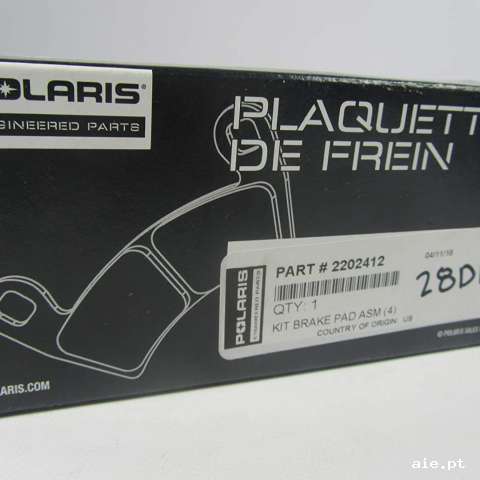 POLARIS®
ENGINEERED PARTS
PLAQUETT
DE FREIN
POLARIS
ENGINEERED PARTS
PART # 2202412
04/11/16
QTY: 1
KIT BRAKE PAD ASM (4)
COUNTRY OF ORIGIN: US
28D
LARIS.COM
© POLARIS SALES
aie.pt